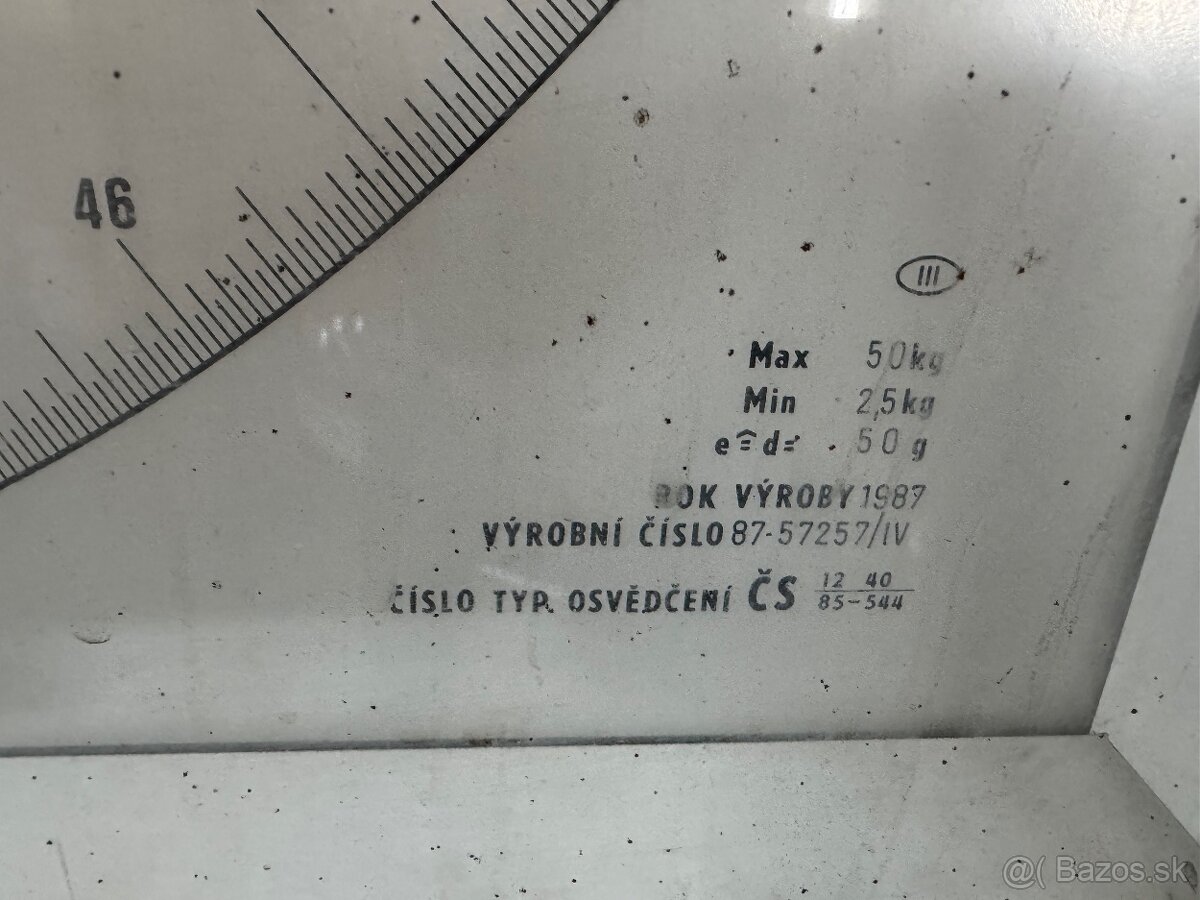 46
III
Max 50kg
Min 2,5kg
e≙d= 50g
ROK VÝROBY 1987
VÝROBNÍ ČÍSLO 87-57257/IV
ČÍSLO TYP. OSVĚDČENÍ ČS 12 40
85-544
@( Bazos.sk